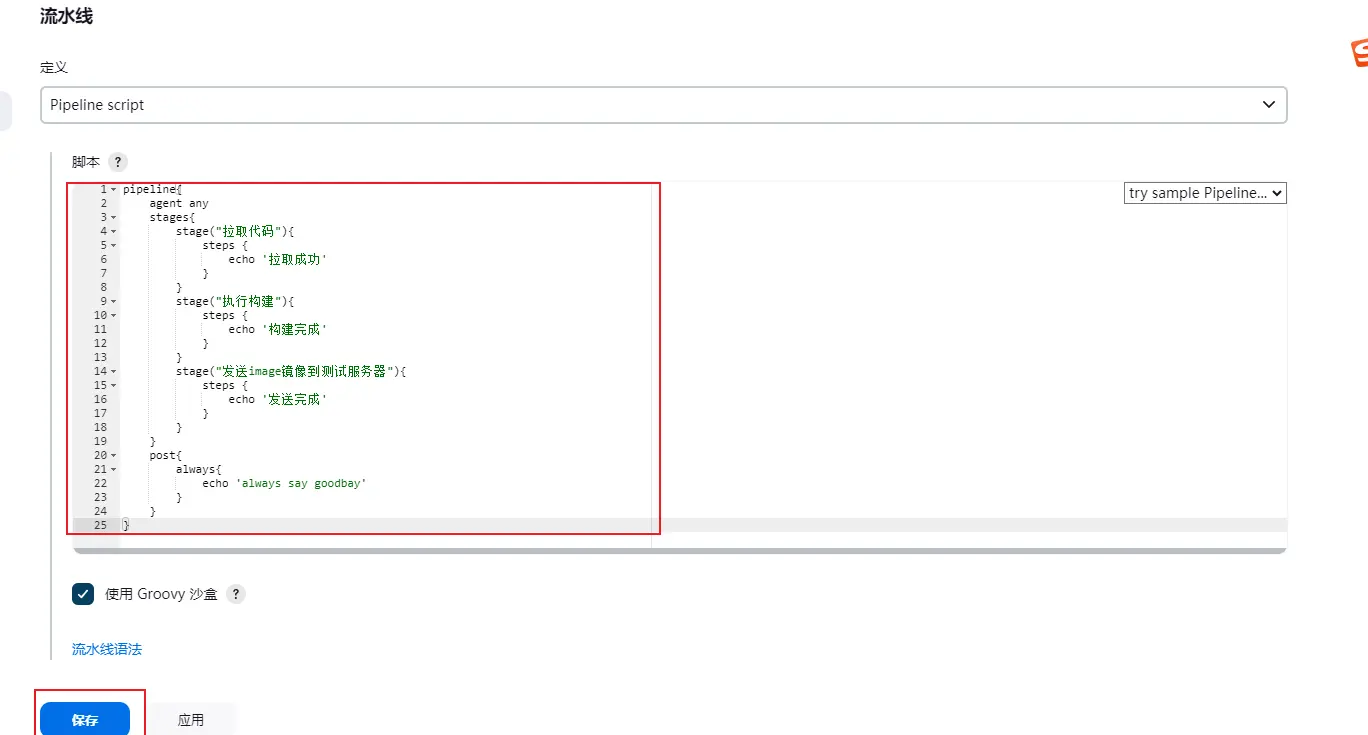 流水线
定义
Pipeline script
脚本 ?
try sample Pipeline...
1 pipeline{
2     agent any
3     stages{
4         stage("拉取代码"){
5             steps {
6                 echo '拉取成功'
7             }
8         }
9         stage("执行构建"){
10             steps {
11                 echo '构建完成'
12             }
13         }
14         stage("发送image镜像到测试服务器"){
15             steps {
16                 echo '发送完成'
17             }
18         }
19     }
20     post{
21         always{
22             echo 'always say goodbay'
23         }
24     }
25 }
使用 Groovy 沙盒 ?
流水线语法
保存 应用